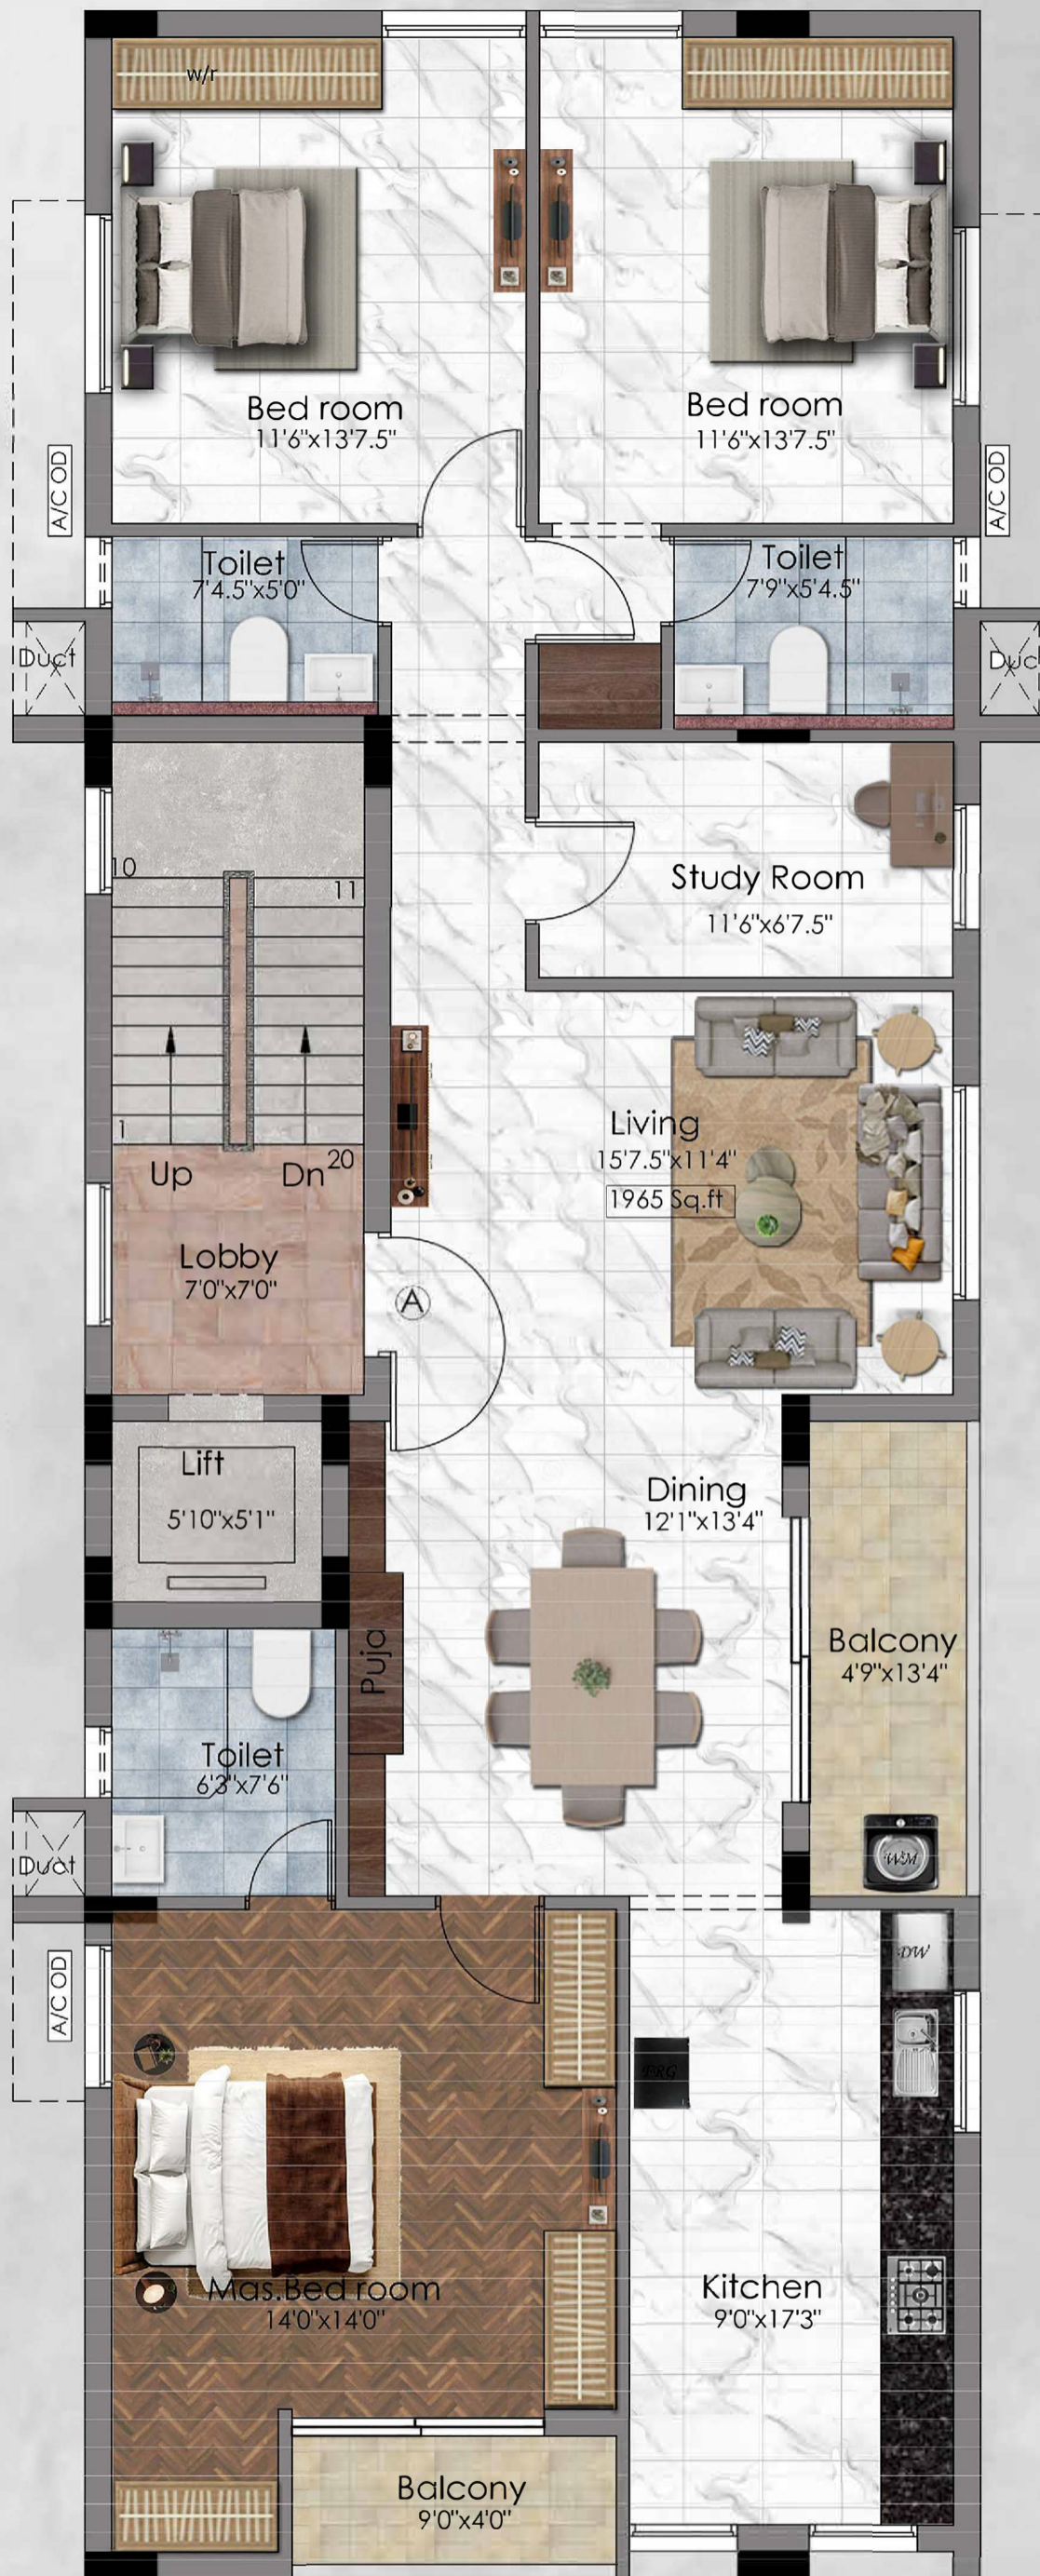 w/r
Bed room
11'6"x13'7.5"
Bed room
11'6"x13'7.5"
A/C OD
A/C OD
Toilet
7'4.5"x5'0"
Toilet
7'9"x5'4.5"
Duct
Duc
10
11
Study Room
11'6"x6'7.5"
1
Up
Dn
20
Living
15'7.5"x11'4"
1965 Sq.ft
Lobby
7'0"x7'0"
A
Lift
5'10"x5'1"
Dining
12'1"x13'4"
Puja
Balcony
4'9"x13'4"
Toilet
6'3"x7'6"
WM
Duct
A/C OD
DW
Mas.Bed room
14'0"x14'0"
Kitchen
9'0"x17'3"
Balcony
9'0"x4'0"